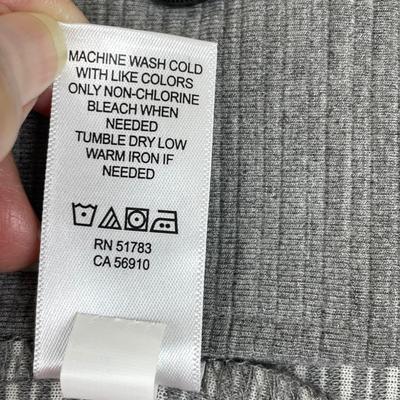 MACHINE WASH COLD
WITH LIKE COLORS
ONLY NON-CHLORINE
BLEACH WHEN
NEEDED
TUMBLE DRY LOW
WARM IRON IF
NEEDED
RN 51783
CA 56910